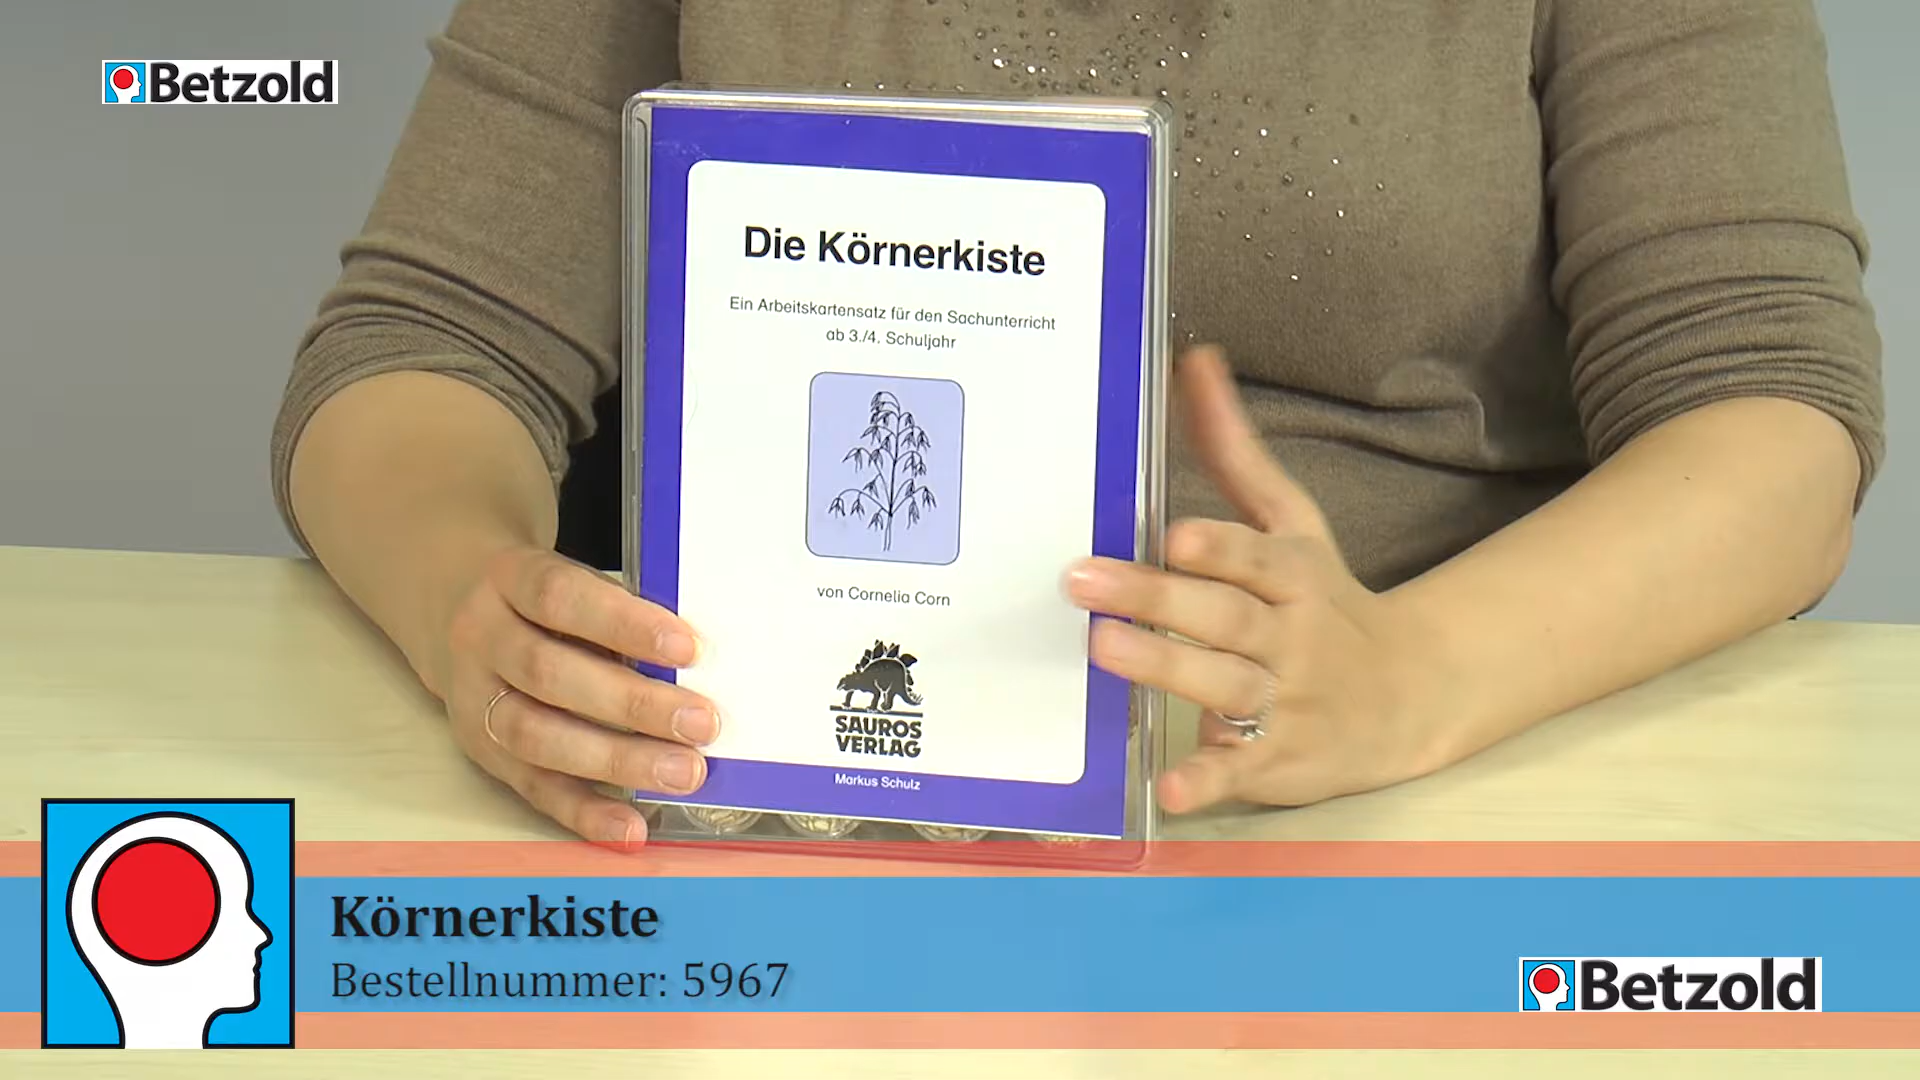 Betzold
Die Körnerkiste
Ein Arbeitskartensatz für den Sachunterricht
ab 3./4. Schuljahr
von Cornelia Corn
SAUROS
VERLAG
Markus Schulz
Körnerkiste
Bestellnummer: 5967
Betzold